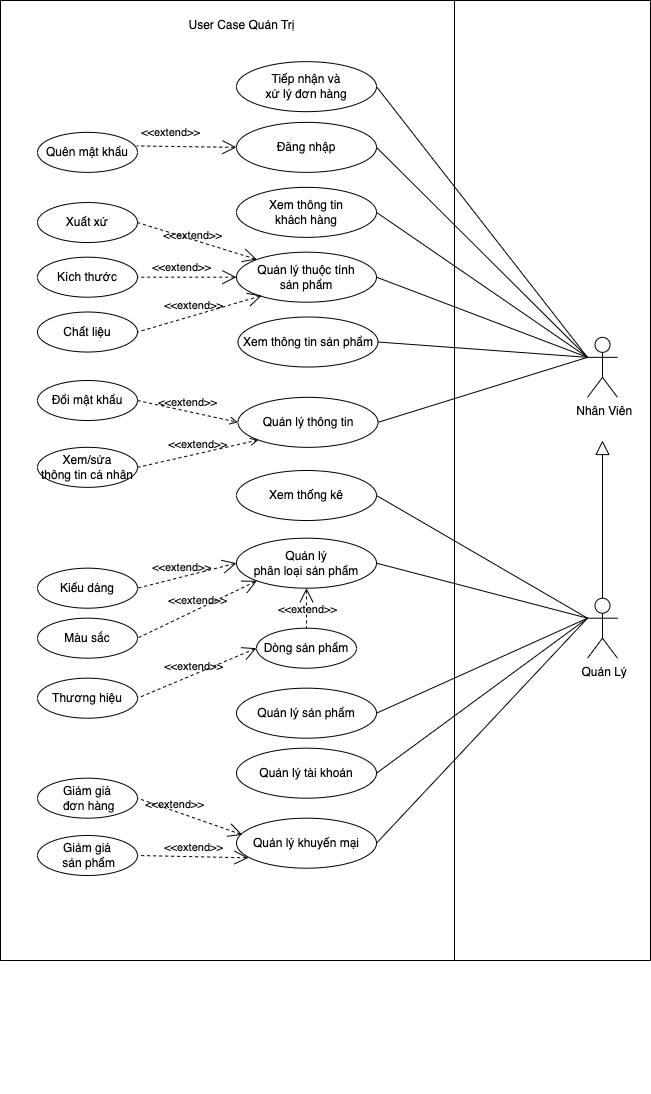 User Case Quán Trị
Tiếp nhận và
xử lý đơn hàng
<<extend>>
Quên mật khẩu
Đăng nhập
Xem thông tin
khách hàng
Xuất xứ
<<extend>>
Kích thước
<<extend>>
Quản lý thuộc tính
sản phẩm
<<extend>>
Chất liệu
Xem thông tin sản phẩm
Nhân Viên
Đổi mật khẩu
<<extend>>
Quản lý thông tin
<<extend>>
Xem/sửa
thông tin cá nhân
Xem thống kê
Quản lý
phân loại sản phẩm
<<extend>>
Kiểu dáng
<<extend>>
<<extend>>
Màu sắc
Dòng sản phẩm
<<extend>>
Thương hiệu
Quản Lý
Quản lý sản phẩm
Quản lý tài khoản
Giảm giá
đơn hàng
<<extend>>
Quản lý khuyến mại
<<extend>>
Giảm giá
sản phẩm